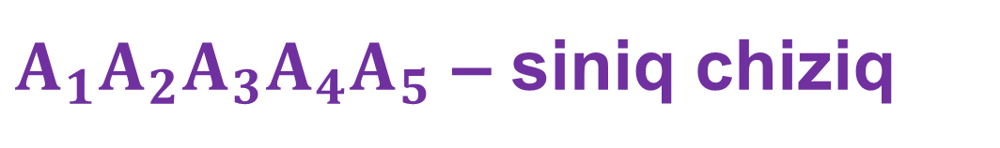 A₁A₂A₃A₄A₅ – siniq chiziq